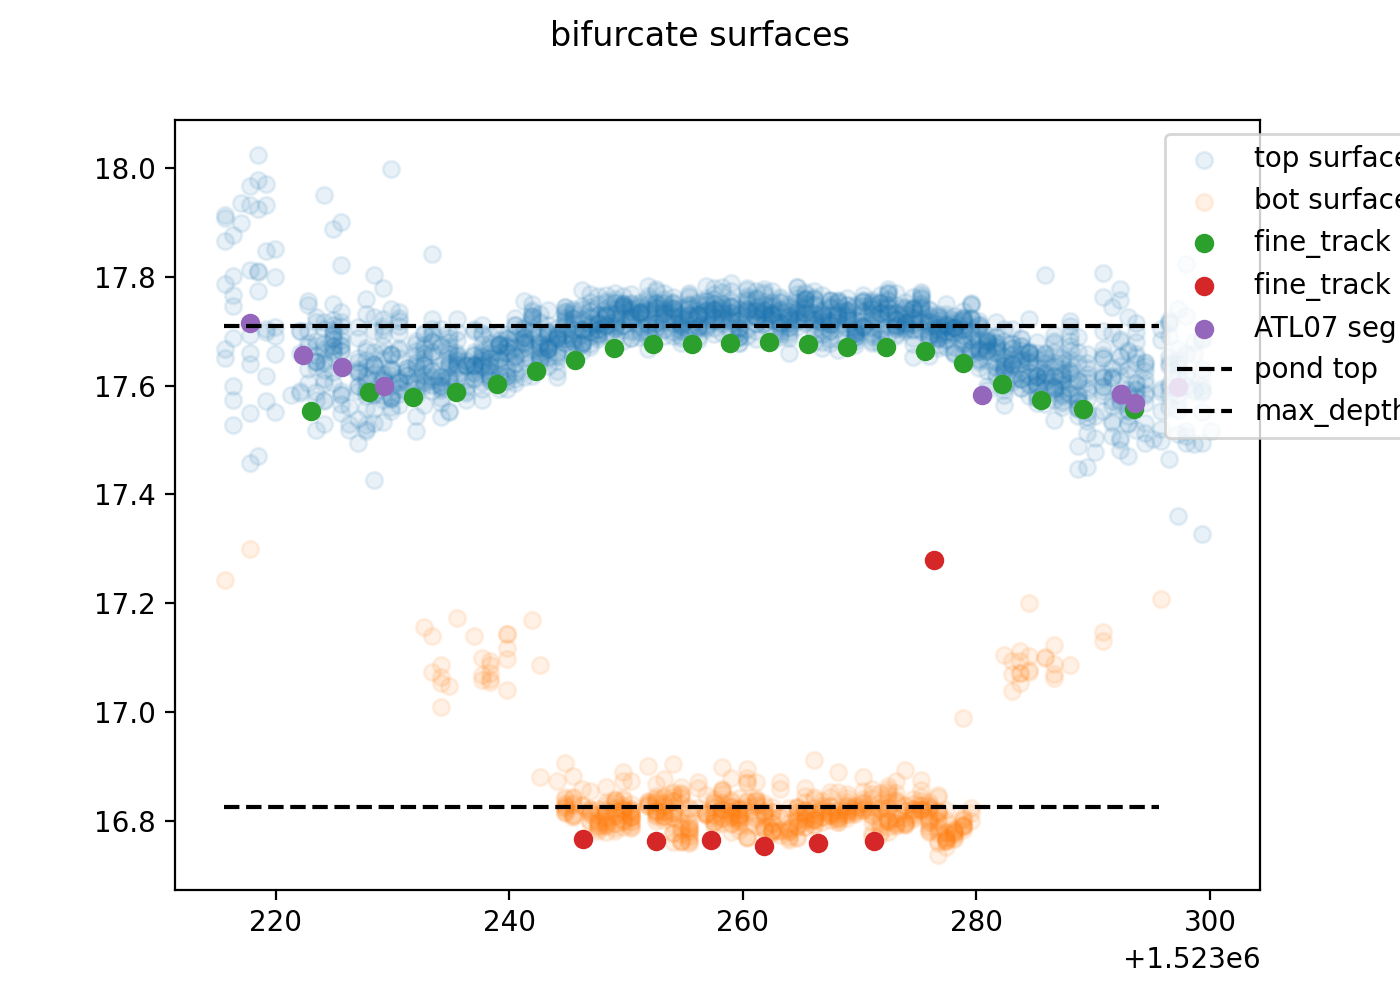 bifurcate surfaces
18.0
17.8
17.6
17.4
17.2
17.0
16.8
220
240
260
280
300
+1.523e6
top surface
bot surface
fine_track
fine_track
ATL07 seg
pond top
max_depth